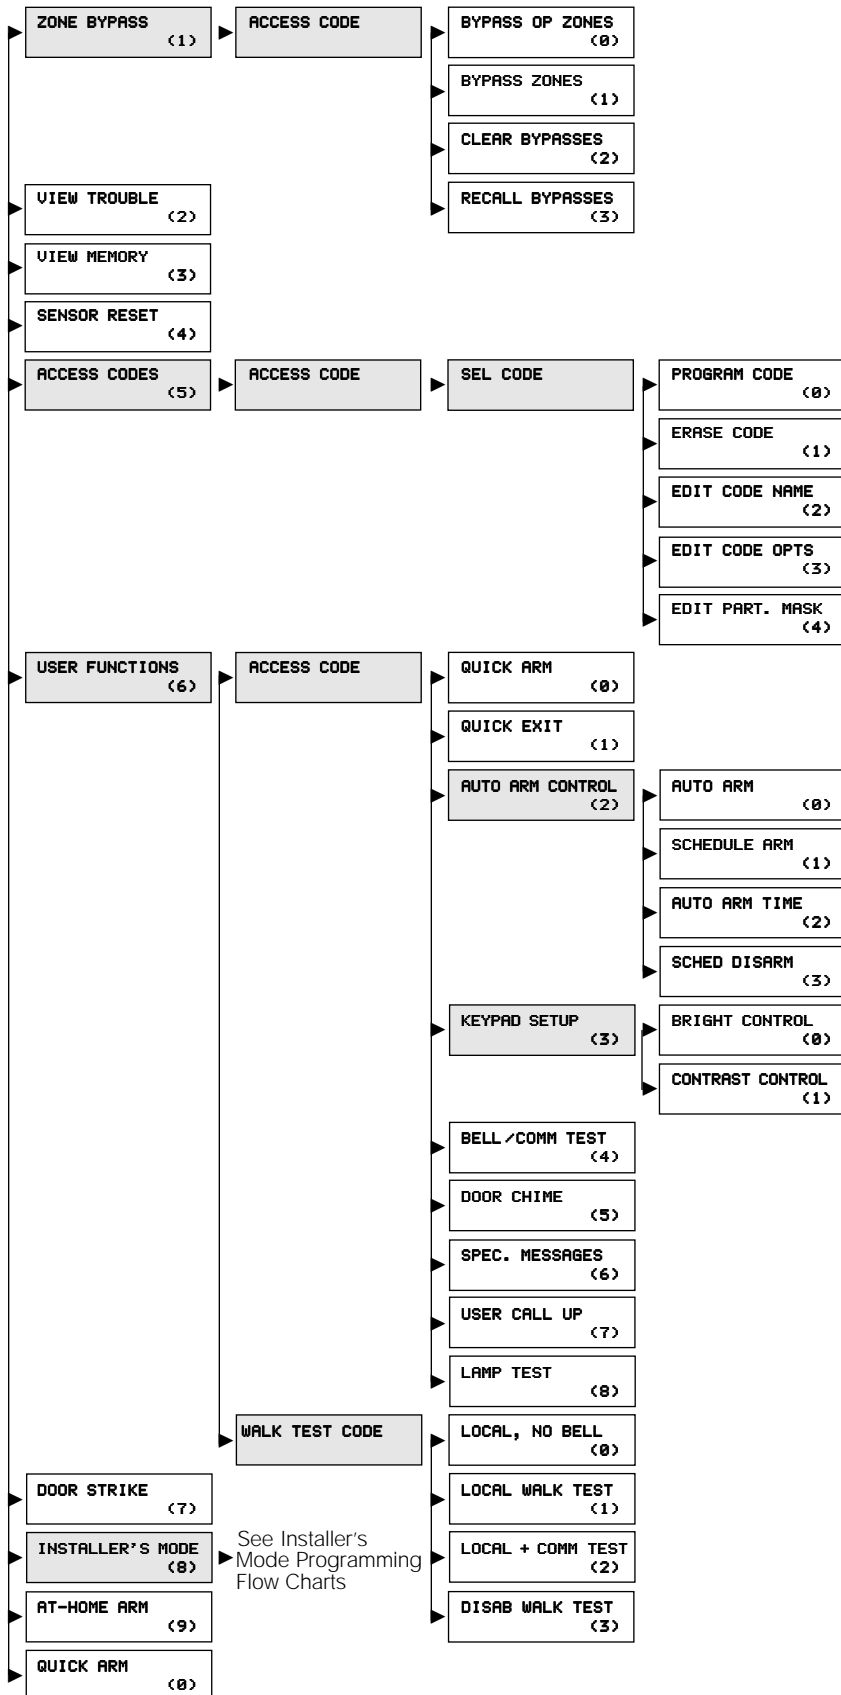 ZONE BYPASS
(1)
ACCESS CODE
BYPASS OP ZONES
(0)
BYPASS ZONES
(1)
CLEAR BYPASSES
(2)
RECALL BYPASSES
(3)
VIEW TROUBLE
(2)
VIEW MEMORY
(3)
SENSOR RESET
(4)
ACCESS CODES
(5)
ACCESS CODE
SEL CODE
PROGRAM CODE
(0)
ERASE CODE
(1)
EDIT CODE NAME
(2)
EDIT CODE OPTS
(3)
EDIT PART. MASK
(4)
USER FUNCTIONS
(6)
ACCESS CODE
QUICK ARM
(0)
QUICK EXIT
(1)
AUTO ARM CONTROL
(2)
AUTO ARM
(0)
SCHEDULE ARM
(1)
AUTO ARM TIME
(2)
SCHED DISARM
(3)
KEYPAD SETUP
(3)
BRIGHT CONTROL
(0)
CONTRAST CONTROL
(1)
BELL/COMM TEST
(4)
DOOR CHIME
(5)
SPEC. MESSAGES
(6)
USER CALL UP
(7)
LAMP TEST
(8)
WALK TEST CODE
LOCAL, NO BELL
(0)
LOCAL WALK TEST
(1)
LOCAL + COMM TEST
(2)
DISAB WALK TEST
(3)
DOOR STRIKE
(7)
INSTALLER'S MODE
(8)
See Installer's
Mode Programming
Flow Charts
AT-HOME ARM
(9)
QUICK ARM
(0)